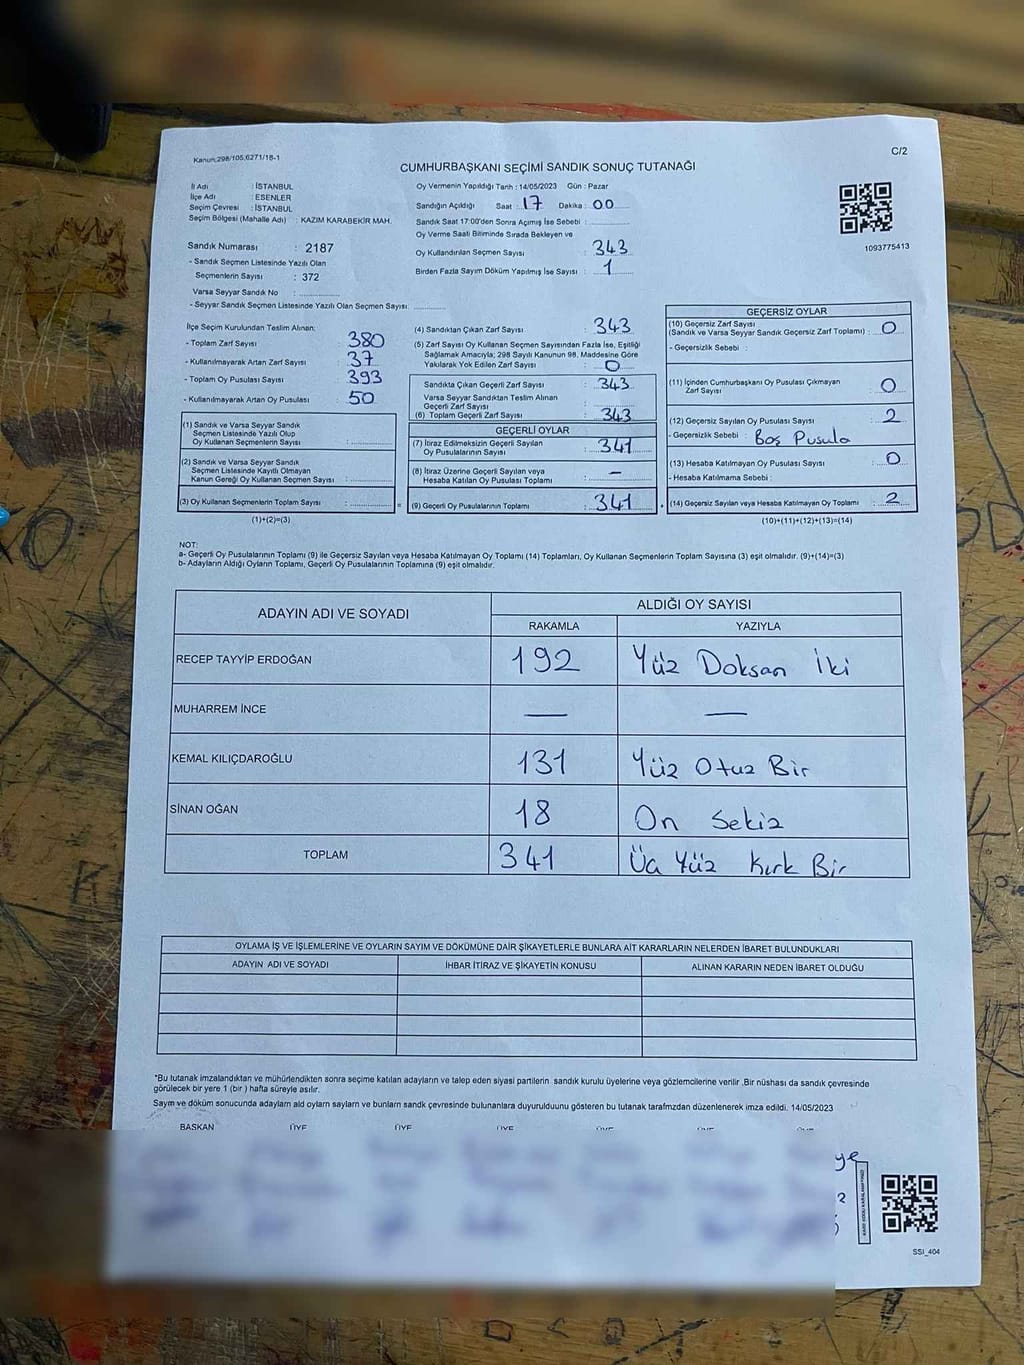 Kanun;298/105,6271/18-1
C/2
CUMHURBAŞKANI SEÇİMİ SANDIK SONUÇ TUTANAĞI
İl Adı : İSTANBUL
İlçe Adı : ESENLER
Seçim Çevresi : İSTANBUL
Seçim Bölgesi (Mahalle Adı) : KAZIM KARABEKİR MAH.
Oy Vermenin Yapıldığı Tarih : 14/05/2023 Gün : Pazar
Sandığın Açıldığı Saat : 17 Dakika : 00
Sandık Saat 17:00'den Sonra Açımış İse Sebebi :
Oy Verme Saati Bitiminde Sırada Bekleyen ve
Oy Kullandırılan Seçmen Sayısı : 343
Birden Fazla Sayım Döküm Yapılmış İse Sayısı : 1
1093775413
Sandık Numarası : 2187
- Sandık Seçmen Listesinde Yazılı Olan
Seçmenlerin Sayısı : 372
Varsa Seyyar Sandık No :
- Seyyar Sandık Seçmen Listesinde Yazılı Olan Seçmen Sayısı:
İlçe Seçim Kurulundan Teslim Alınan:
- Toplam Zarf Sayısı : 380
- Kullanılmayarak Artan Zarf Sayısı : 37
- Toplam Oy Pusulası Sayısı : 393
- Kullanılmayarak Artan Oy Pusulası : 50
(1) Sandık ve Varsa Seyyar Sandık
Seçmen Listesinde Yazılı Olup
Oy Kullanan Seçmenlerin Sayısı :
(2) Sandık ve Varsa Seyyar Sandık
Seçmen Listesinde Kayıtlı Olmayan
Kanun Gereği Oy Kullanan Seçmen Sayısı :
(3) Oy Kullanan Seçmenlerin Toplam Sayısı :
(1)+(2)=(3)
(4) Sandıktan Çıkan Zarf Sayısı : 343
(5) Zarf Sayısı Oy Kullanan Seçmen Sayısından Fazla İse, Eşitliği
Sağlamak Amacıyla; 298 Sayılı Kanunun 98. Maddesine Göre
Yakılarak Yok Edilen Zarf Sayısı : 0
Sandıkta Çıkan Geçerli Zarf Sayısı : 343
Varsa Seyyar Sandıktan Teslim Alınan
Geçerli Zarf Sayısı :
(6) Toplam Geçerli Zarf Sayısı : 343
GEÇERLİ OYLAR
(7) İtiraz Edilmeksizin Geçerli Sayılan
Oy Pusulalarının Sayısı : 341
(8) İtiraz Üzerine Geçerli Sayılan veya
Hesaba Katılan Oy Pusulası Toplamı : —
= (9) Geçerli Oy Pusulalarının Toplamı : 341
GEÇERSİZ OYLAR
(10) Geçersiz Zarf Sayısı
(Sandık ve Varsa Seyyar Sandık Geçersiz Zarf Toplamı) : 0
- Geçersizlik Sebebi :
(11) İçinden Cumhurbaşkanı Oy Pusulası Çıkmayan
Zarf Sayısı : 0
(12) Geçersiz Sayılan Oy Pusulası Sayısı : 2
- Geçersizlik Sebebi : Boş Pusula
(13) Hesaba Katılmayan Oy Pusulası Sayısı : 0
- Hesaba Katılmama Sebebi :
(14) Geçersiz Sayılan veya Hesaba Katılmayan Oy Toplamı : 2
(10)+(11)+(12)+(13)=(14)
NOT:
a- Geçerli Oy Pusulalarının Toplamı (9) ile Geçersiz Sayılan veya Hesaba Katılmayan Oy Toplamı (14) Toplamları, Oy Kullanan Seçmenlerin Toplam Sayısına (3) eşit olmalıdır. (9)+(14)=(3)
b- Adayların Aldığı Oyların Toplamı, Geçerli Oy Pusulalarının Toplamına (9) eşit olmalıdır.
ADAYIN ADI VE SOYADI ALDIĞI OY SAYISI
RAKAMLA YAZIYLA
RECEP TAYYİP ERDOĞAN 192 Yüz Doksan İki
MUHARREM İNCE — —
KEMAL KILIÇDAROĞLU 131 Yüz Otuz Bir
SİNAN OĞAN 18 On Sekiz
TOPLAM 341 Üç Yüz Kırk Bir
OYLAMA İŞ VE İŞLEMLERİNE VE OYLARIN SAYIM VE DÖKÜMÜNE DAİR ŞİKAYETLERLE BUNLARA AİT KARARLARIN NELERDEN İBARET BULUNDUKLARI
ADAYIN ADI VE SOYADI İHBAR İTİRAZ VE ŞİKAYETİN KONUSU ALINAN KARARIN NEDEN İBARET OLDUĞU
*Bu tutanak imzalandıktan ve mühürlendikten sonra seçime katılan adayların ve talep eden siyasi partilerin sandık kurulu üyelerine veya gözlemcilerine verilir .Bir nüshası da sandık çevresinde
görülecek bir yere 1 (bir ) hafta süreyle asılır.
Sayım ve döküm sonucunda adayların ald oyların sayların ve bunların sandk çevresinde bulunanlara duyurulduunu gösteren bu tutanak tarafmzdan düzenlenerek imza edildi. 14/05/2023
BAŞKAN ÜYE ÜYE ÜYE
ye
SSİ_404